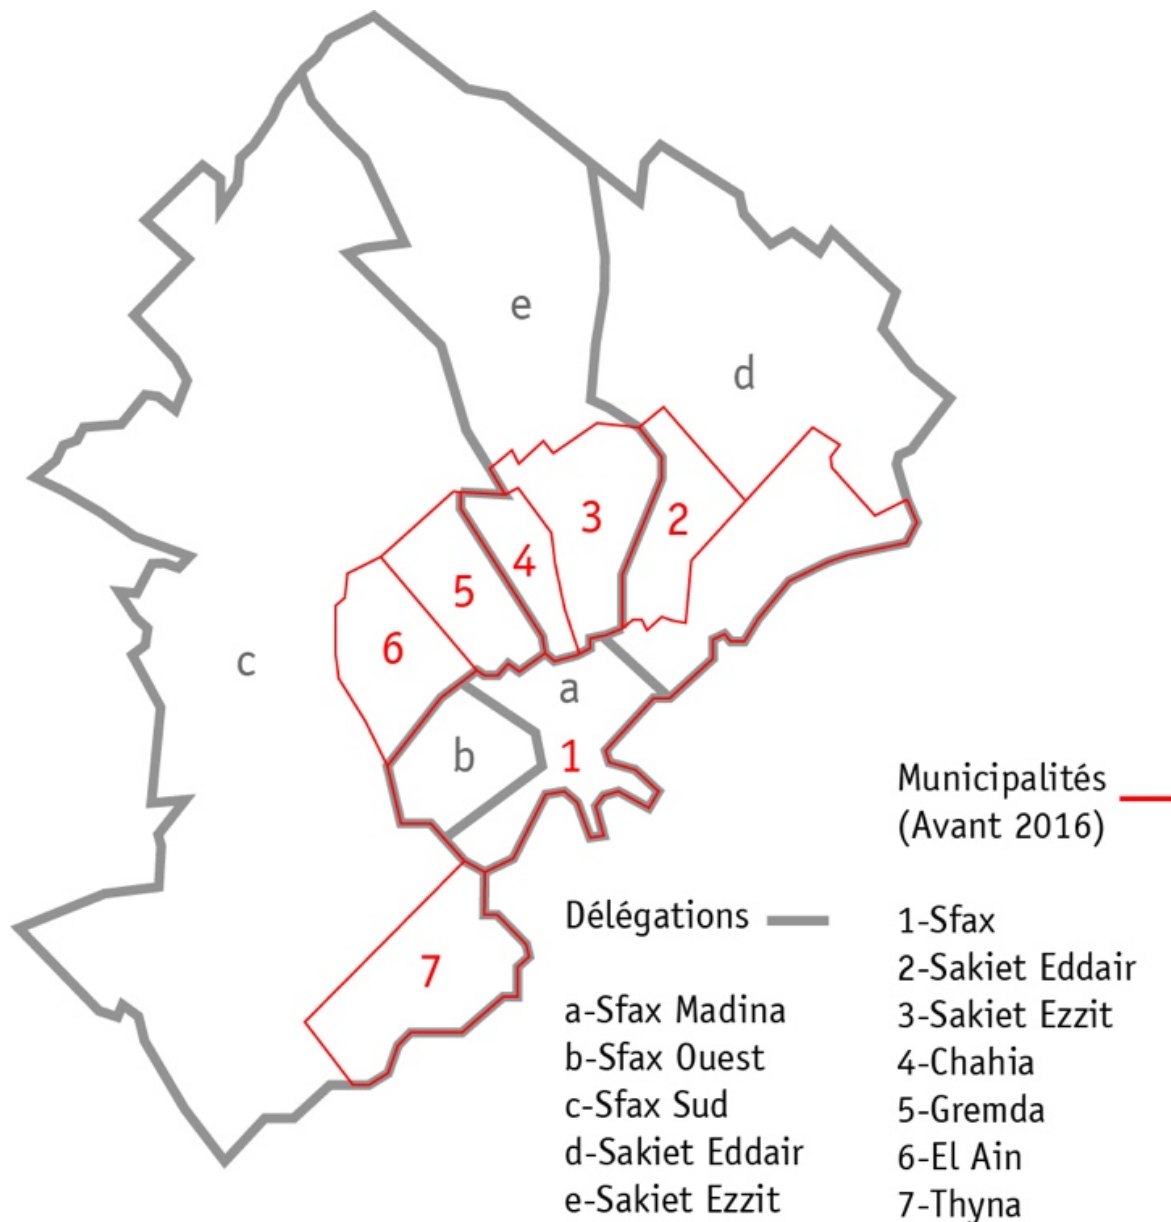 e
d
3
2
4
5
6
c
a
b
1
Municipalités
(Avant 2016)
Délégations
a-Sfax Madina
b-Sfax Ouest
c-Sfax Sud
d-Sakiet Eddair
e-Sakiet Ezzit
1-Sfax
2-Sakiet Eddair
3-Sakiet Ezzit
4-Chahia
5-Gremda
6-El Ain
7-Thyna
7